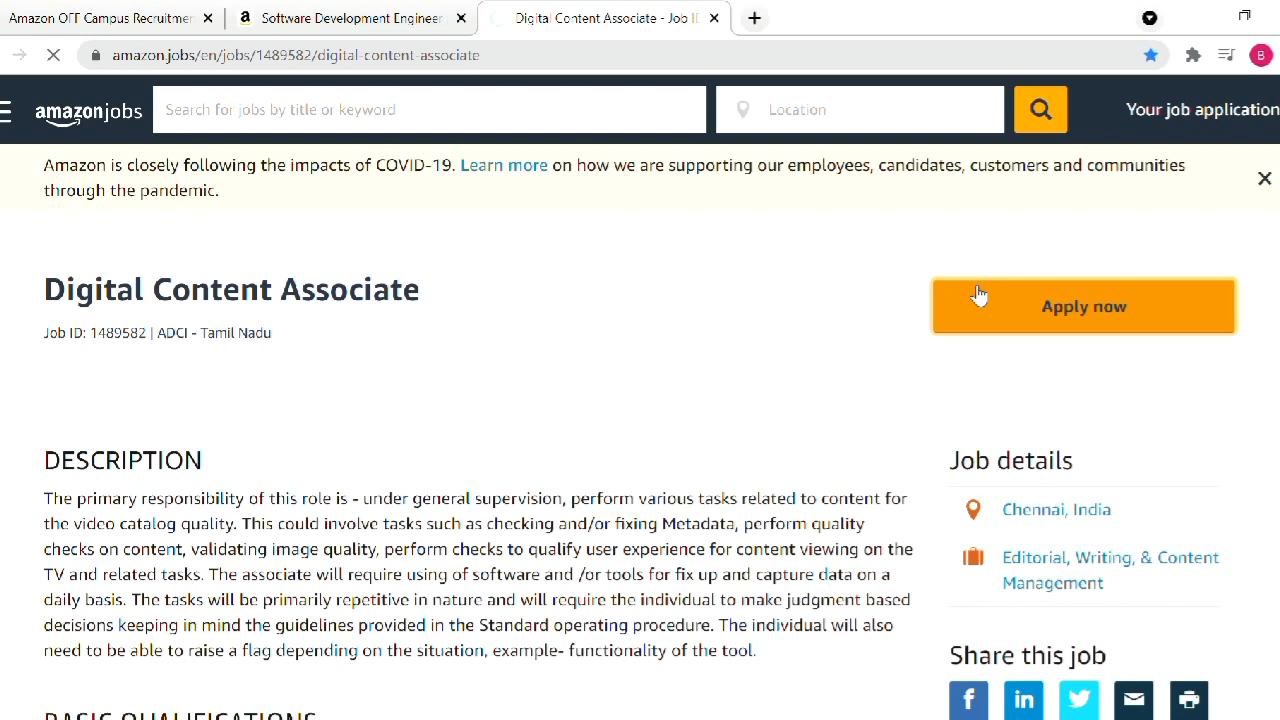 Amazon OFF Campus Recruitmen
Software Development Engineer
Digital Content Associate - Job ID
amazon.jobs/en/jobs/1489582/digital-content-associate
B
amazonjobs
Search for jobs by title or keyword
Location
Your job application
Amazon is closely following the impacts of COVID-19. Learn more on how we are supporting our employees, candidates, customers and communities
through the pandemic.
Digital Content Associate
Apply now
Job ID: 1489582 | ADCI - Tamil Nadu
DESCRIPTION
The primary responsibility of this role is - under general supervision, perform various tasks related to content for
the video catalog quality. This could involve tasks such as checking and/or fixing Metadata, perform quality
checks on content, validating image quality, perform checks to qualify user experience for content viewing on the
TV and related tasks. The associate will require using of software and /or tools for fix up and capture data on a
daily basis. The tasks will be primarily repetitive in nature and will require the individual to make judgment based
decisions keeping in mind the guidelines provided in the Standard operating procedure. The individual will also
need to be able to raise a flag depending on the situation, example- functionality of the tool.
BASIC QUALIFICATIONS
Job details
Chennai, India
Editorial, Writing, & Content
Management
Share this job